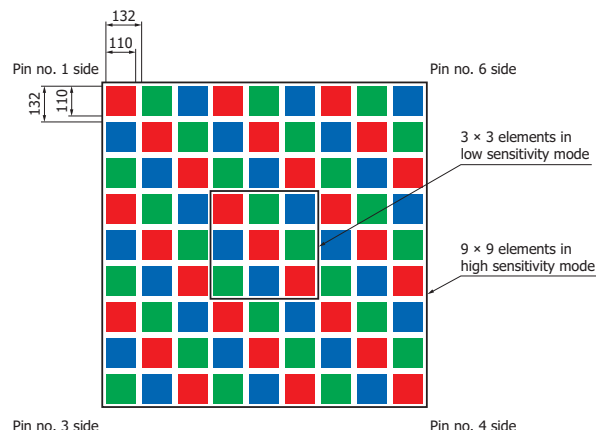 132
110
Pin no. 1 side
Pin no. 6 side
132
110
3 × 3 elements in
low sensitivity mode
9 × 9 elements in
high sensitivity mode
Pin no. 3 side
Pin no. 4 side